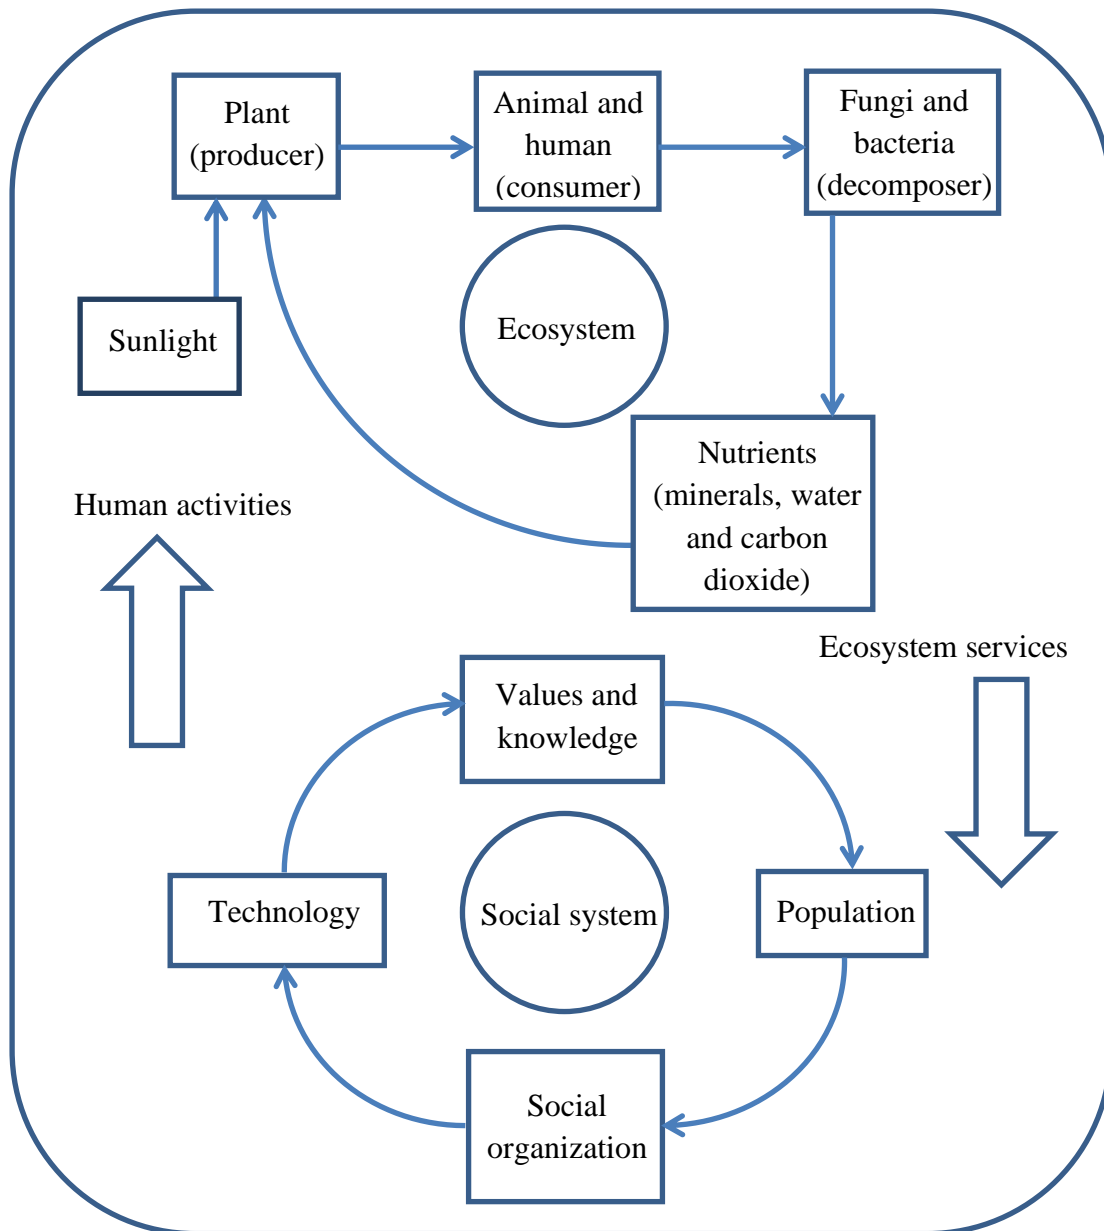 Plant
(producer)
Animal and
human
(consumer)
Fungi and
bacteria
(decomposer)
Sunlight
Ecosystem
Nutrients
(minerals, water
and carbon
dioxide)
Human activities
Ecosystem services
Values and
knowledge
Technology
Social system
Population
Social
organization